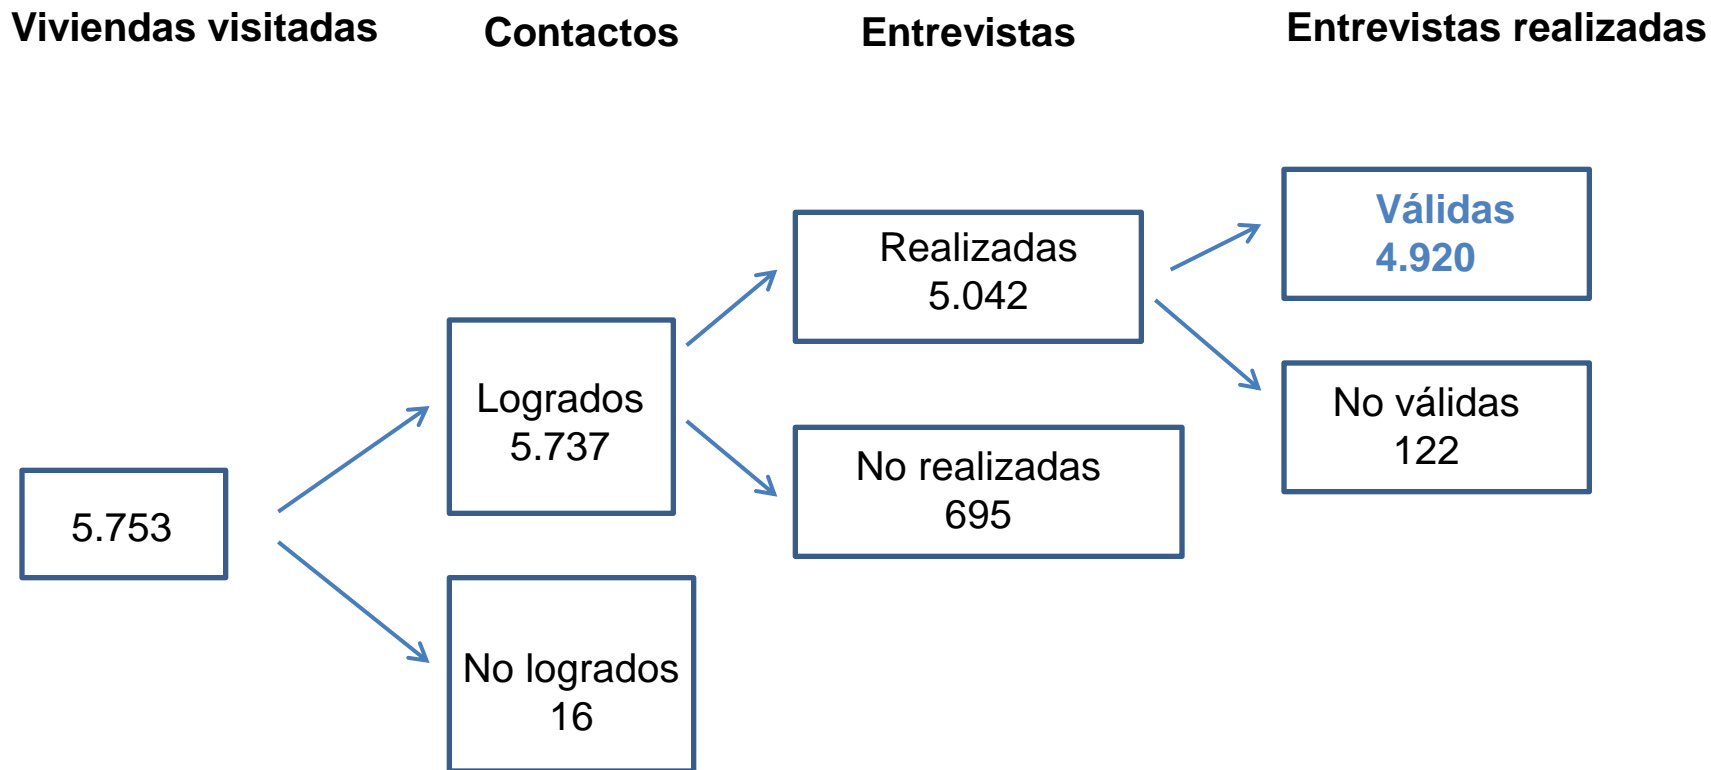 Viviendas visitadas
Contactos
Entrevistas
Entrevistas realizadas
5.753
Logrados
5.737
No logrados
16
Realizadas
5.042
No realizadas
695
Válidas
4.920
No válidas
122